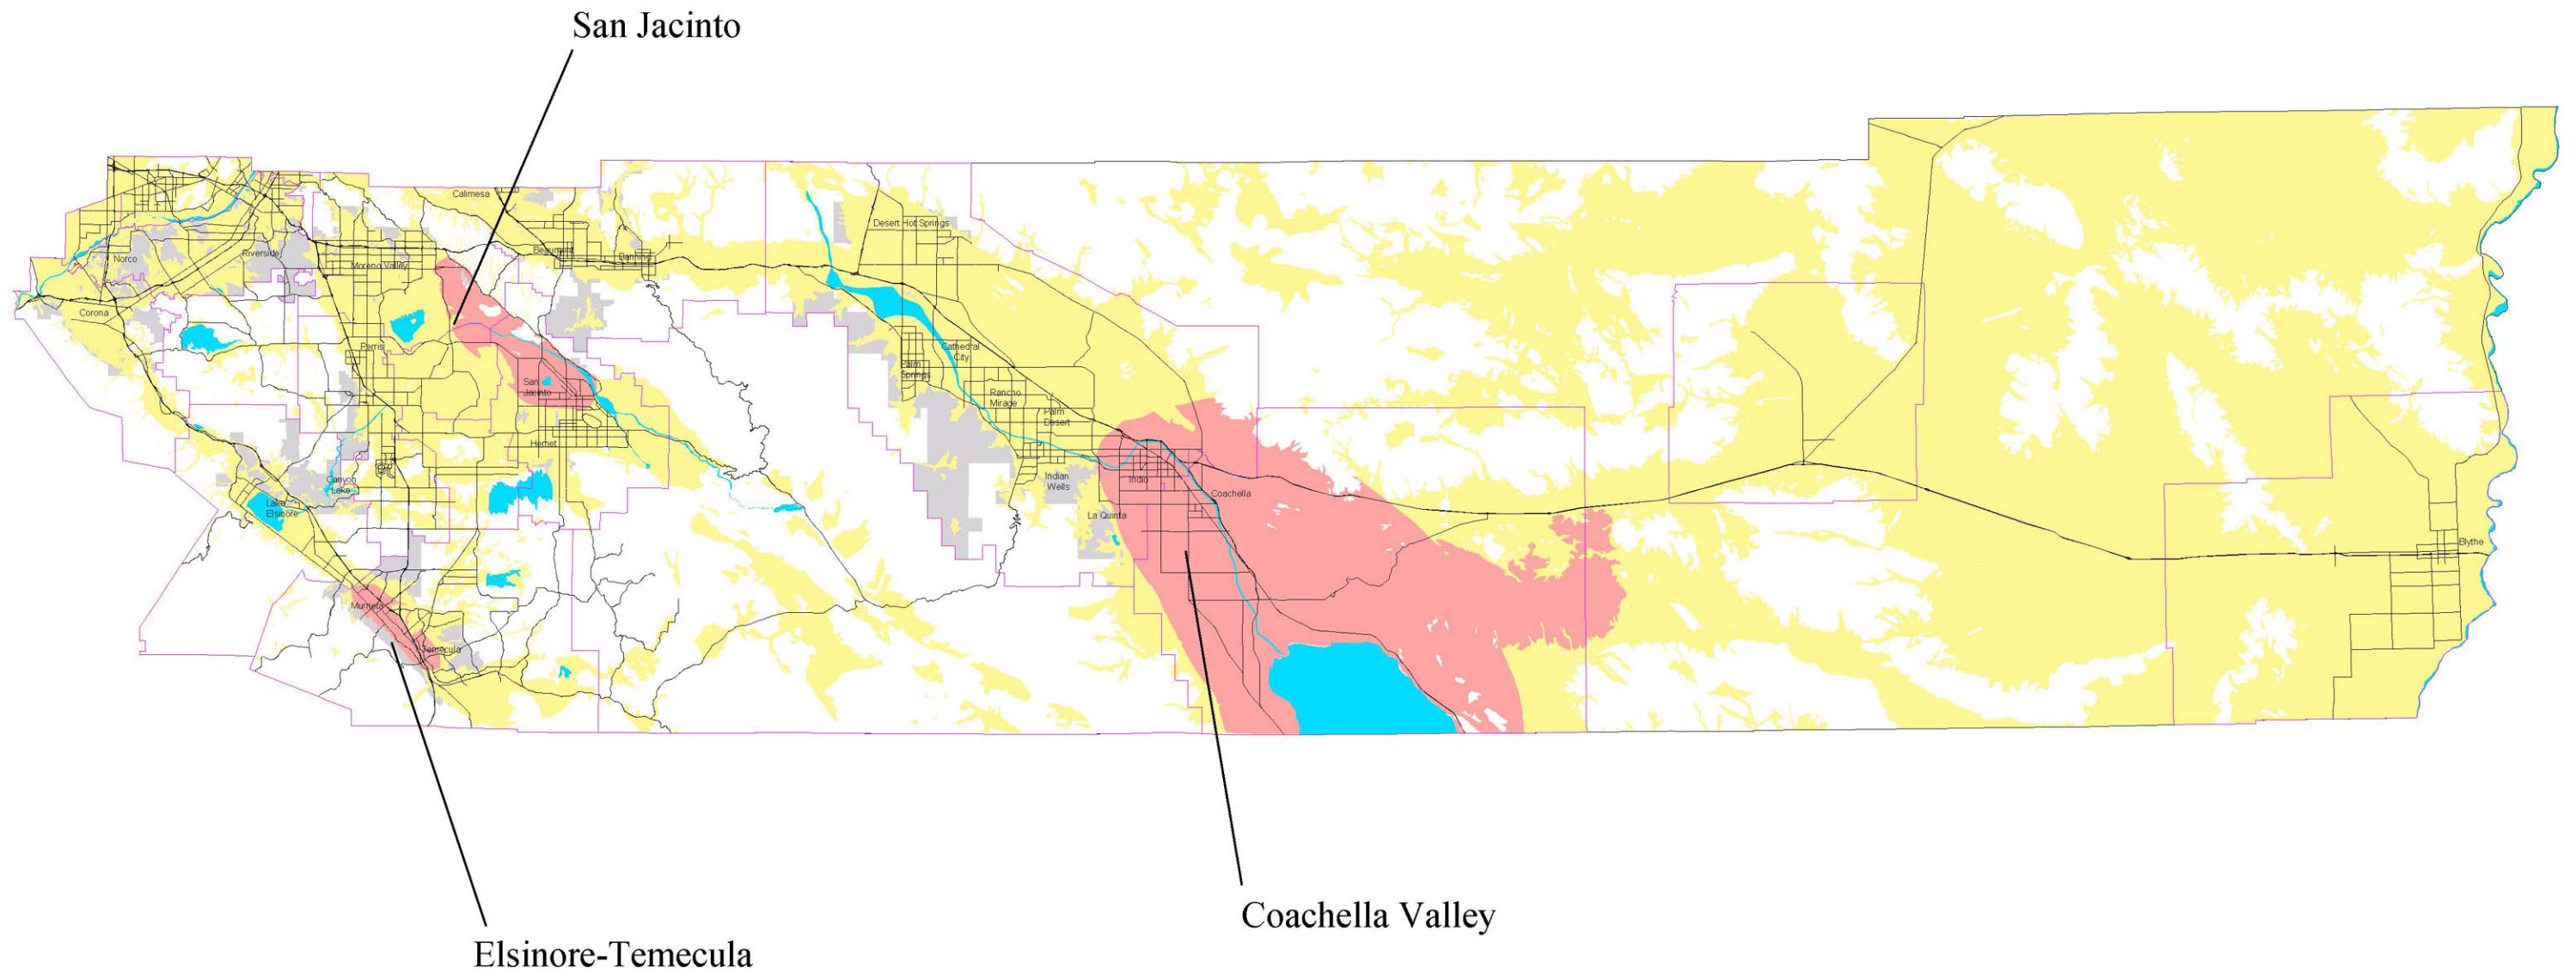 San Jacinto
Calimesa
Desert Hot Springs
Norco
Riverside
Beaumont
Banning
Moreno Valley
Corona
Perris
Cathedral
City
Palm
Springs
San
Jacinto
Rancho
Mirage
Palm
Desert
Hemet
Canyon
Lake
Indian
Wells
Indio
Coachella
Lake
Elsinore
La Quinta
Blythe
Murrieta
Temecula
Coachella Valley
Elsinore-Temecula